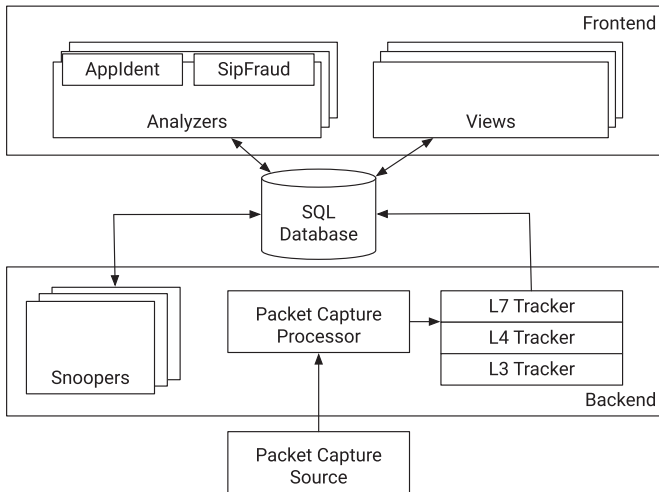 Frontend
AppIdent
SipFraud
Analyzers
Views
SQL
Database
Snoopers
Packet Capture
Processor
L7 Tracker
L4 Tracker
L3 Tracker
Backend
Packet Capture
Source